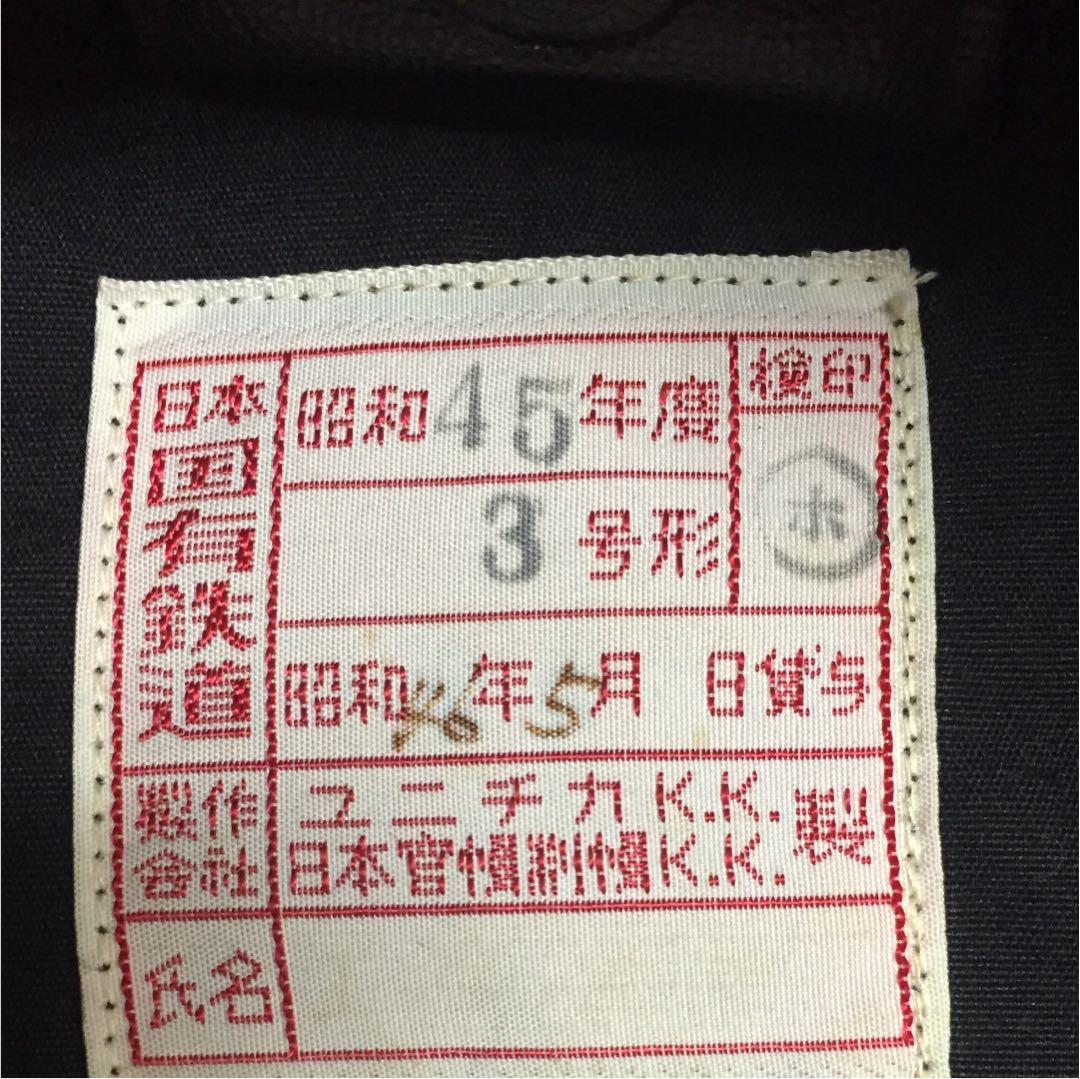 日本国有鉄道
昭和45年度
3号形
検印
ホ
昭和46年5月 日貸与
製作会社
ユニチカK.K.
日本官帽制帽K.K.
製
氏名